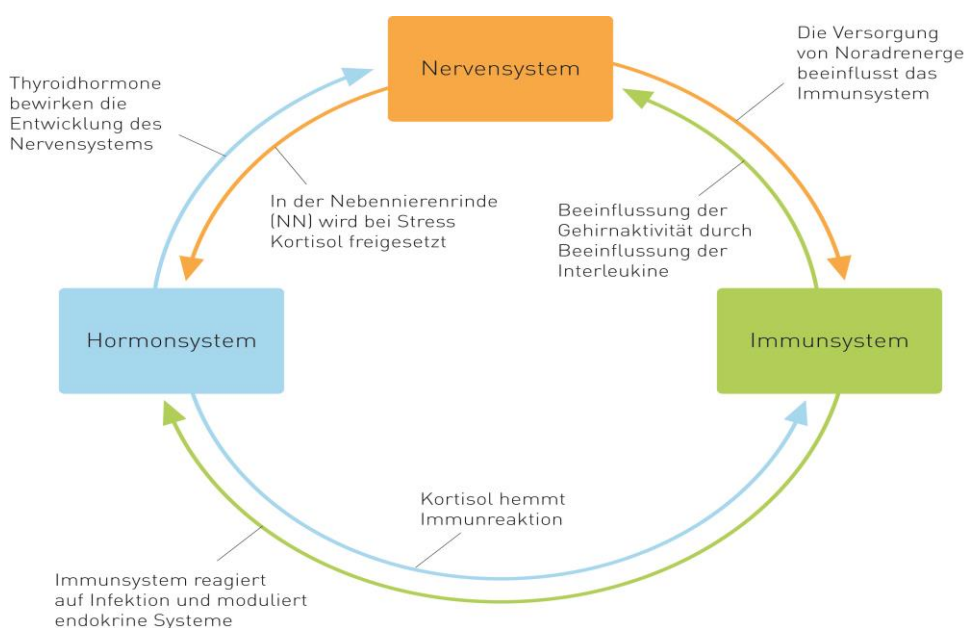 Nervensystem
Die Versorgung
von Noradrenerge
beeinflusst das
Immunsystem
Thyroidhormone
bewirken die
Entwicklung des
Nervensystems
In der Nebennierenrinde
(NN) wird bei Stress
Kortisol freigesetzt
Beeinflussung der
Gehirnaktivität durch
Beeinflussung der
Interleukine
Hormonsystem
Immunsystem
Kortisol hemmt
Immunreaktion
Immunsystem reagiert
auf Infektion und moduliert
endokrine Systeme